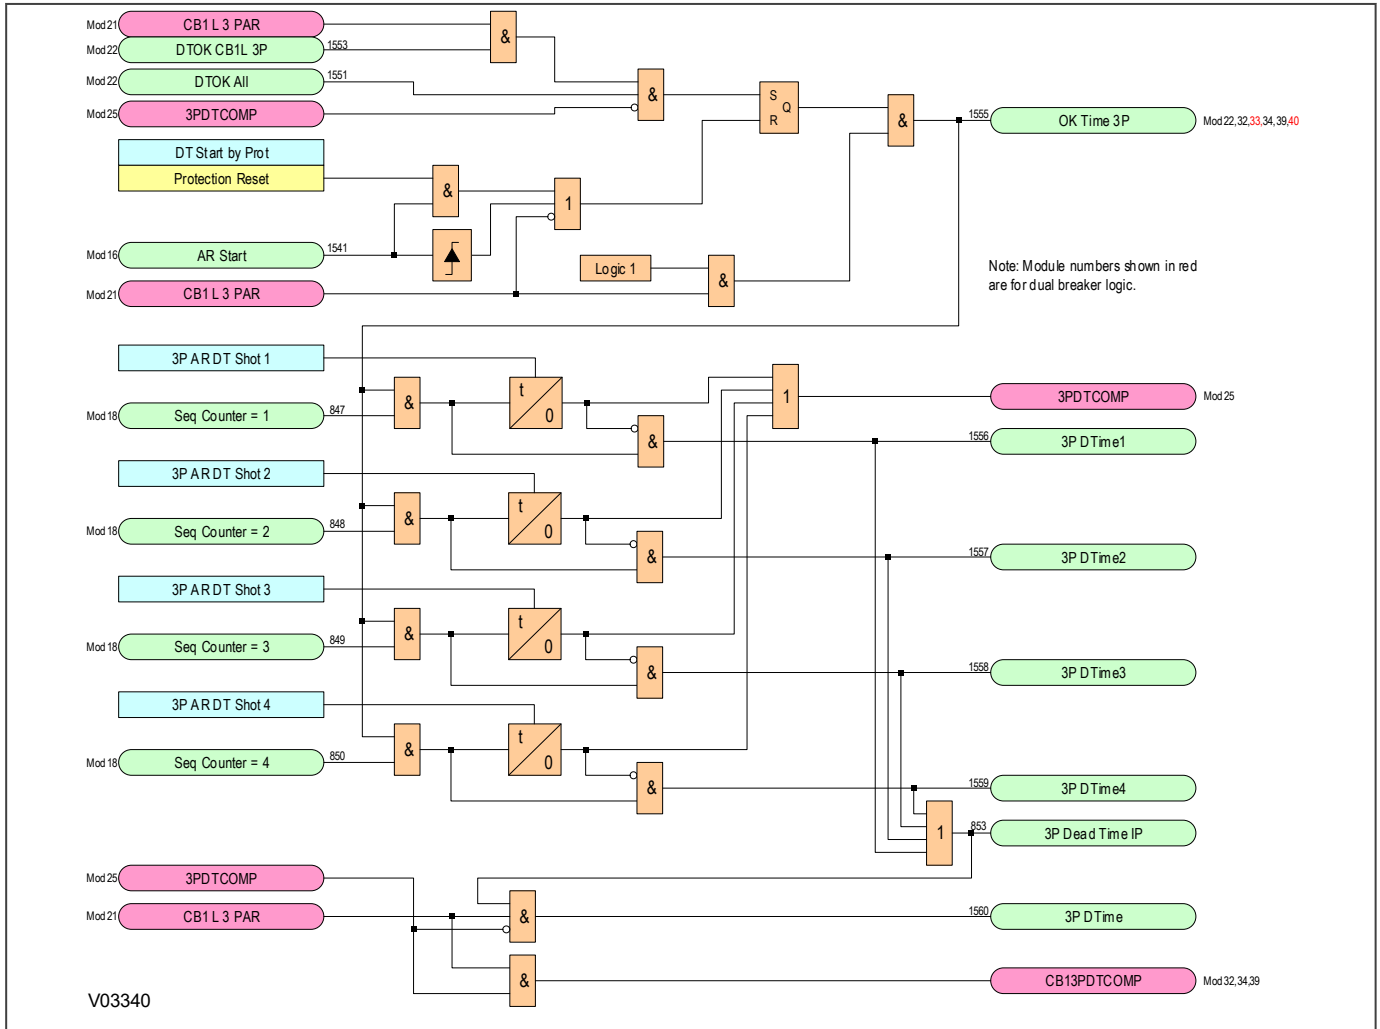 Mod 21 CB1 L 3 PAR
&
Mod 22 DTOK CB1L 3P 1553
Mod 22 DTOK All 1551
&
S
Q
R
Mod 25 3PDTCOMP
&
1555 OK Time 3P Mod 22,32,33,34,39,40
DT Start by Prot
Protection Reset
&
1
Mod 16 AR Start 1541
Logic 1
&
Note: Module numbers shown in red
are for dual breaker logic.
Mod 21 CB1 L 3 PAR
3P AR DT Shot 1
t
0
&
1
3PDTCOMP Mod 25
Mod 18 Seq Counter = 1 847
&
1556 3P DTime1
3P AR DT Shot 2
t
0
&
Mod 18 Seq Counter = 2 848
&
1557 3P DTime2
3P AR DT Shot 3
t
0
&
Mod 18 Seq Counter = 3 849
&
1558 3P DTime3
3P AR DT Shot 4
t
0
&
Mod 18 Seq Counter = 4 850
&
1559 3P DTime4
1
853 3P Dead Time IP
Mod 25 3PDTCOMP
Mod 21 CB1 L 3 PAR
&
1560 3P DTime
&
CB13PDTCOMP Mod 32,34,39
V03340